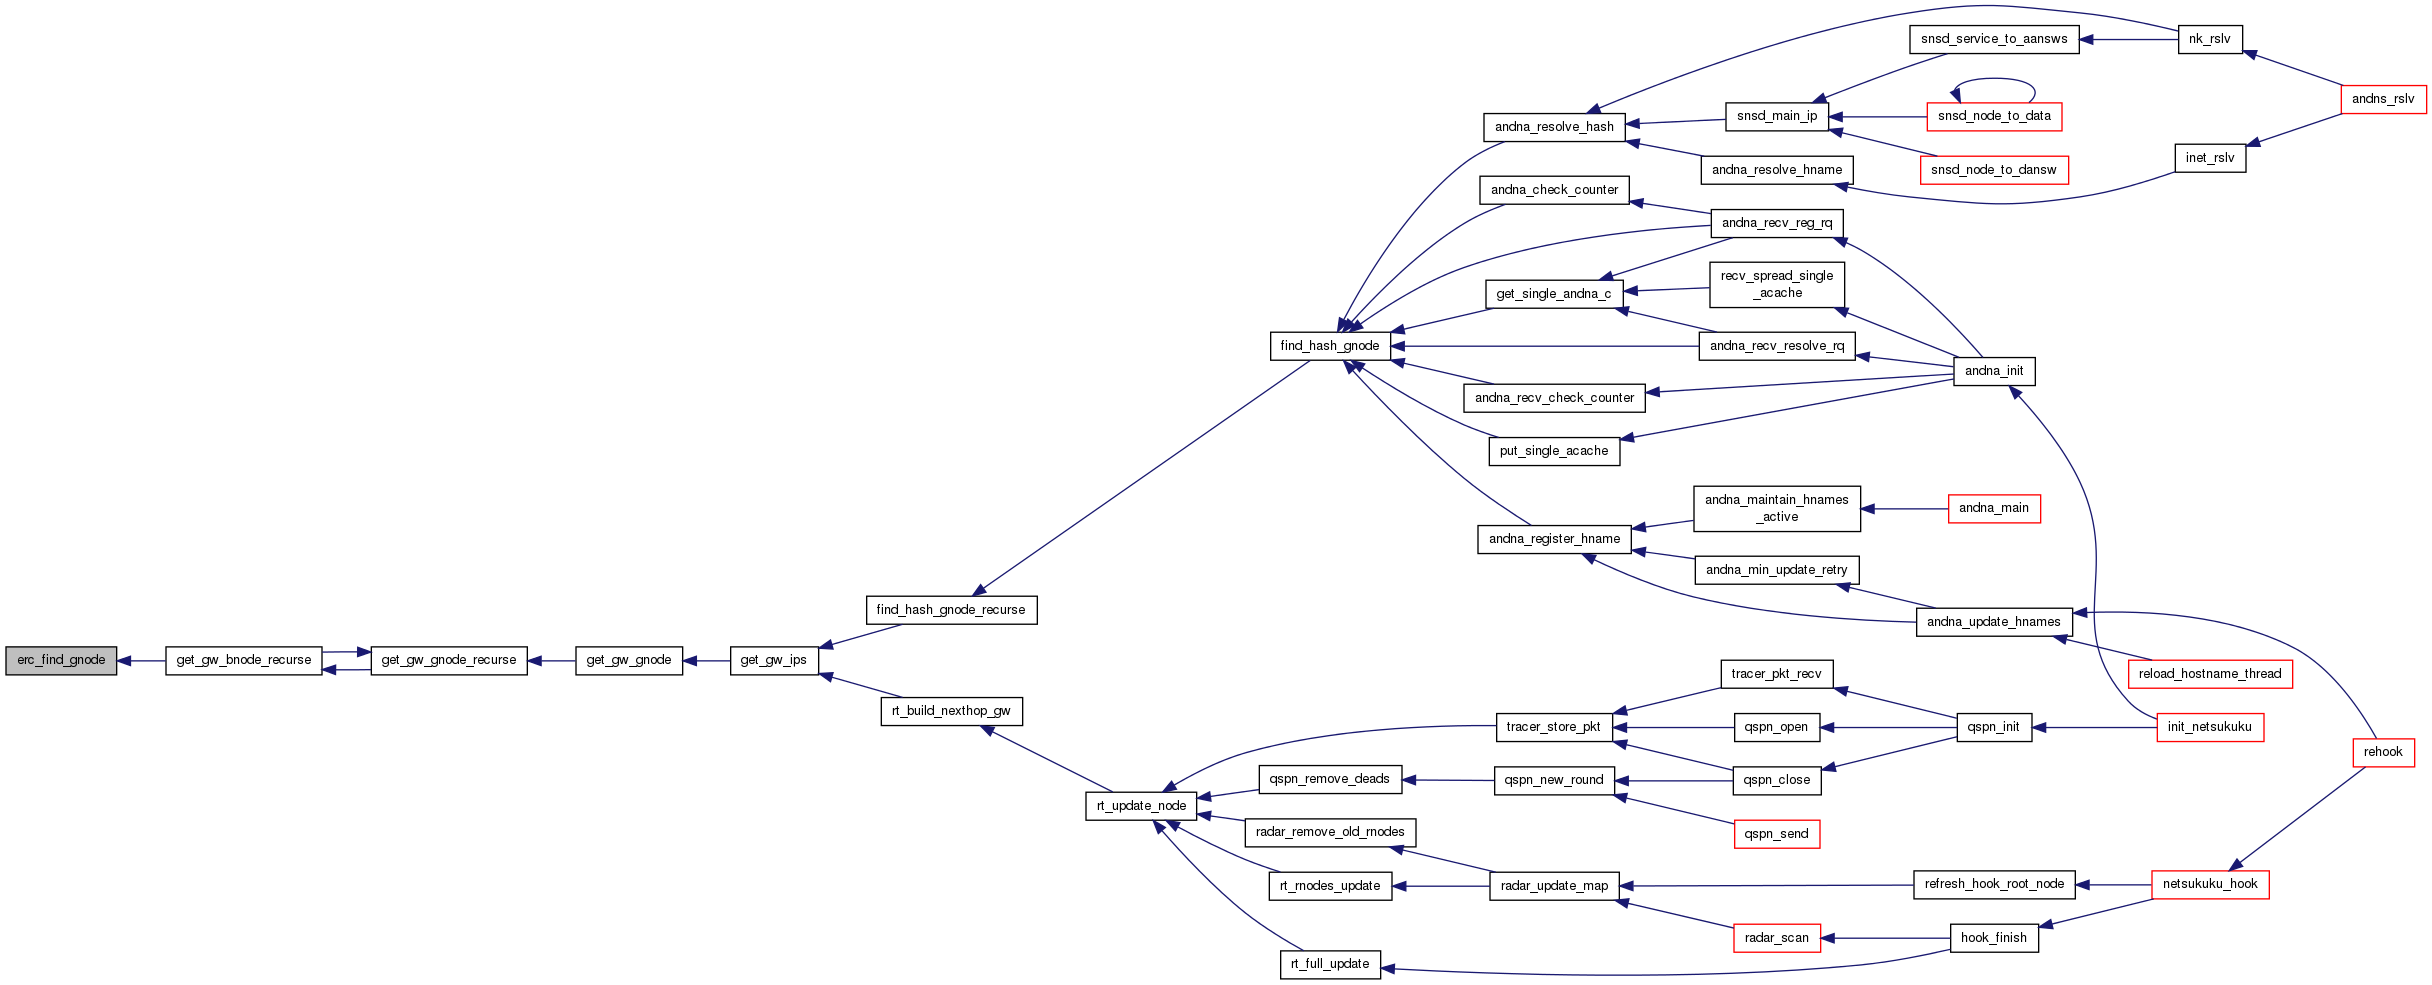 erc_find_gnode
get_gw_bnode_recurse
get_gw_gnode_recurse
get_gw_gnode
get_gw_ips
find_hash_gnode_recurse
rt_build_nexthop_gw
find_hash_gnode
rt_update_node
andna_resolve_hash
andna_check_counter
get_single_andna_c
andna_recv_check_counter
put_single_acache
andna_register_hname
snsd_main_ip
andna_resolve_hname
andna_recv_reg_rq
recv_spread_single
_acache
andna_recv_resolve_rq
andna_maintain_hnames
_active
andna_min_update_retry
snsd_service_to_aansws
snsd_node_to_data
snsd_node_to_dansw
nk_rslv
inet_rslv
andns_rslv
andna_init
andna_main
andna_update_hnames
reload_hostname_thread
tracer_store_pkt
tracer_pkt_recv
qspn_open
qspn_close
qspn_init
init_netsukuku
rehook
qspn_remove_deads
qspn_new_round
qspn_send
radar_remove_old_rnodes
rt_rnodes_update
radar_update_map
refresh_hook_root_node
netsukuku_hook
radar_scan
hook_finish
rt_full_update